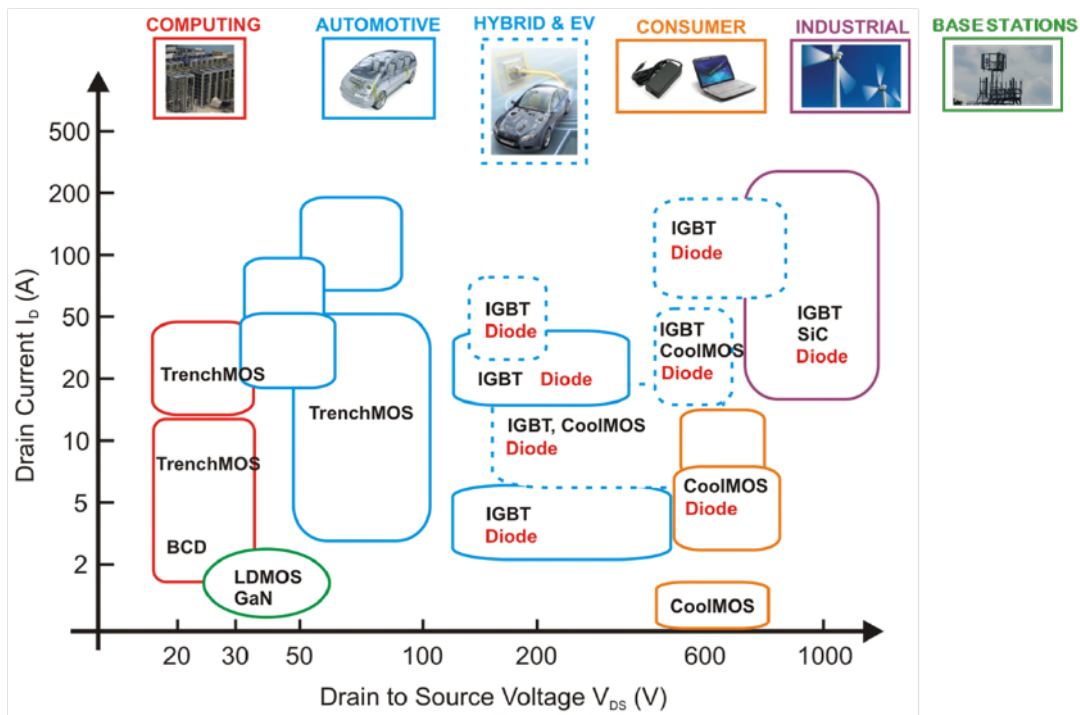 COMPUTING
AUTOMOTIVE
HYBRID & EV
CONSUMER
INDUSTRIAL
BASE STATIONS
Drain Current I_D (A)
500
200
100
50
20
10
5
2
IGBT
Diode
IGBT
Diode
IGBT
CoolMOS
Diode
IGBT
SiC
Diode
TrenchMOS
IGBT Diode
TrenchMOS
IGBT, CoolMOS
Diode
TrenchMOS
BCD
IGBT
Diode
CoolMOS
Diode
LDMOS
GaN
CoolMOS
20 30 50 100 200 600 1000
Drain to Source Voltage V_DS (V)